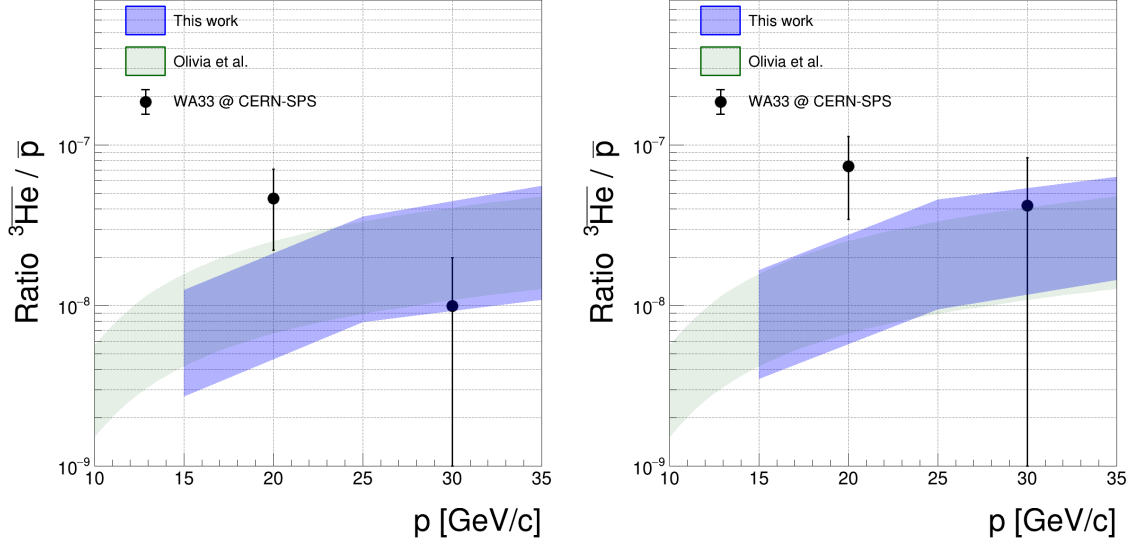 This work
Olivia et al.
WA33 @ CERN-SPS
Ratio ³H̅e̅ / p̅
10⁻⁷
10⁻⁸
10⁻⁹
10 15 20 25 30 35
p [GeV/c]
This work
Olivia et al.
WA33 @ CERN-SPS
Ratio ³H̅e̅ / p̅
10⁻⁷
10⁻⁸
10⁻⁹
10 15 20 25 30 35
p [GeV/c]